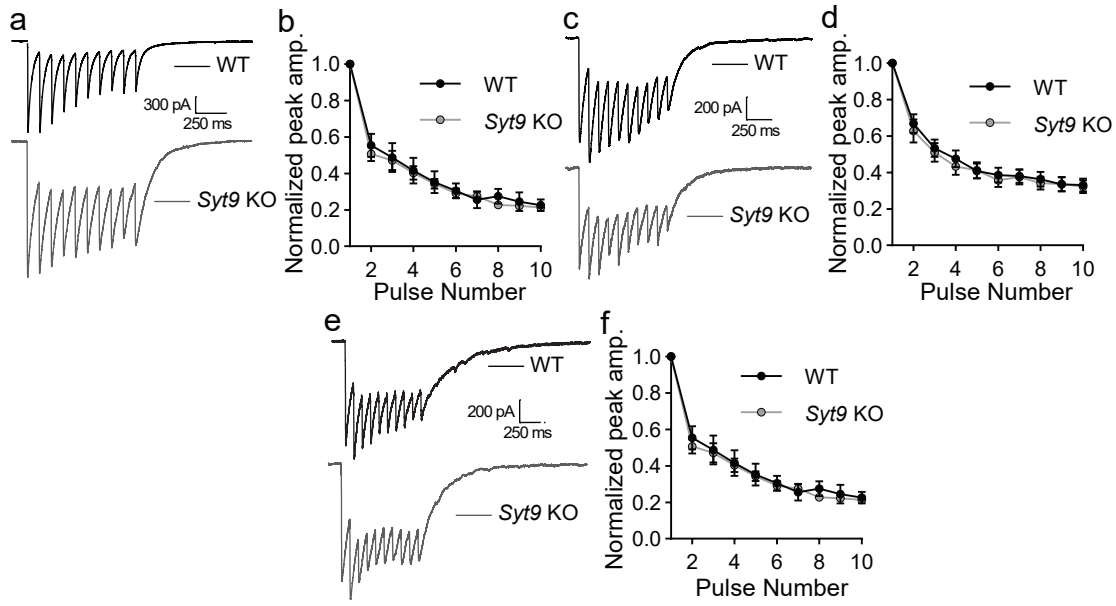 a
WT
300 pA
250 ms
Syt9 KO
b
Normalized peak amp.
1.0
0.8
0.6
0.4
0.2
0.0
2 4 6 8 10
Pulse Number
WT
Syt9 KO
c
WT
200 pA
250 ms
Syt9 KO
d
Normalized peak amp.
1.0
0.8
0.6
0.4
0.2
0.0
2 4 6 8 10
Pulse Number
WT
Syt9 KO
e
WT
200 pA
250 ms
Syt9 KO
f
Normalized peak amp.
1.0
0.8
0.6
0.4
0.2
0.0
2 4 6 8 10
Pulse Number
WT
Syt9 KO